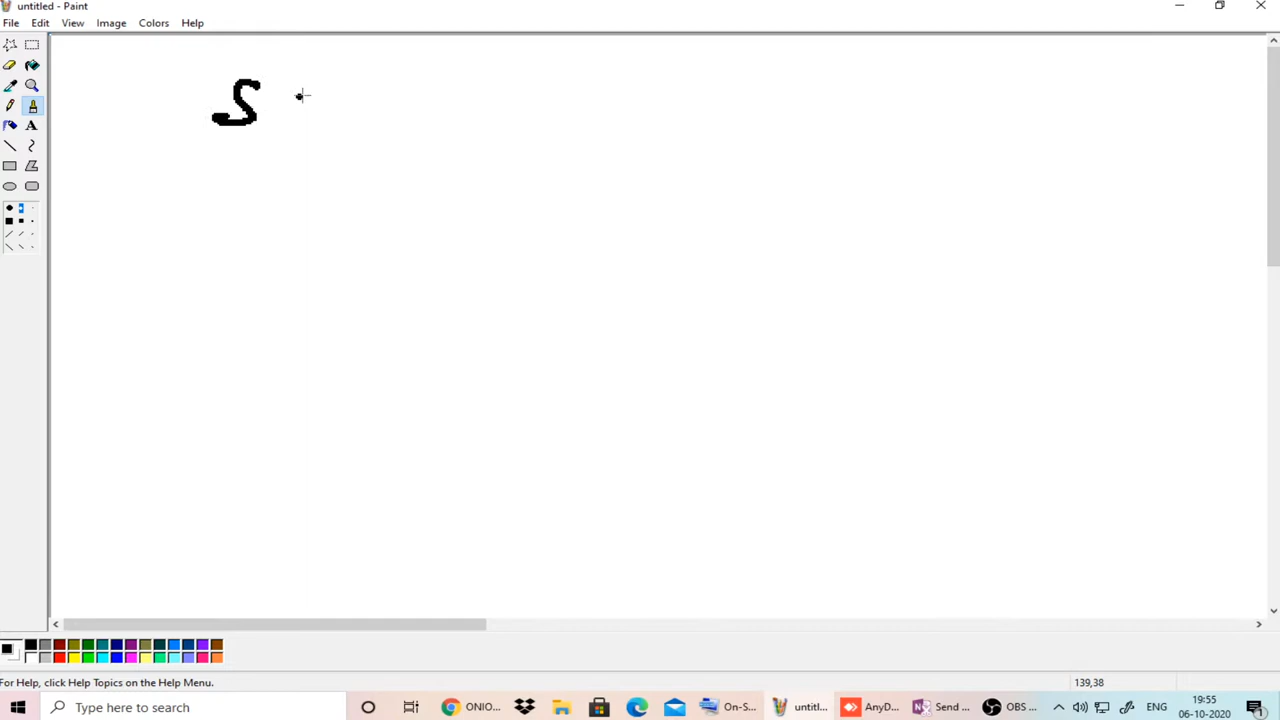 untitled - Paint
File Edit View Image Colors Help
S
For Help, click Help Topics on the Help Menu.
139,38
Type here to search
ONIO...
On-S...
untitl...
AnyD...
Send ...
OBS ...
ENG
19:55
06-10-2020
1